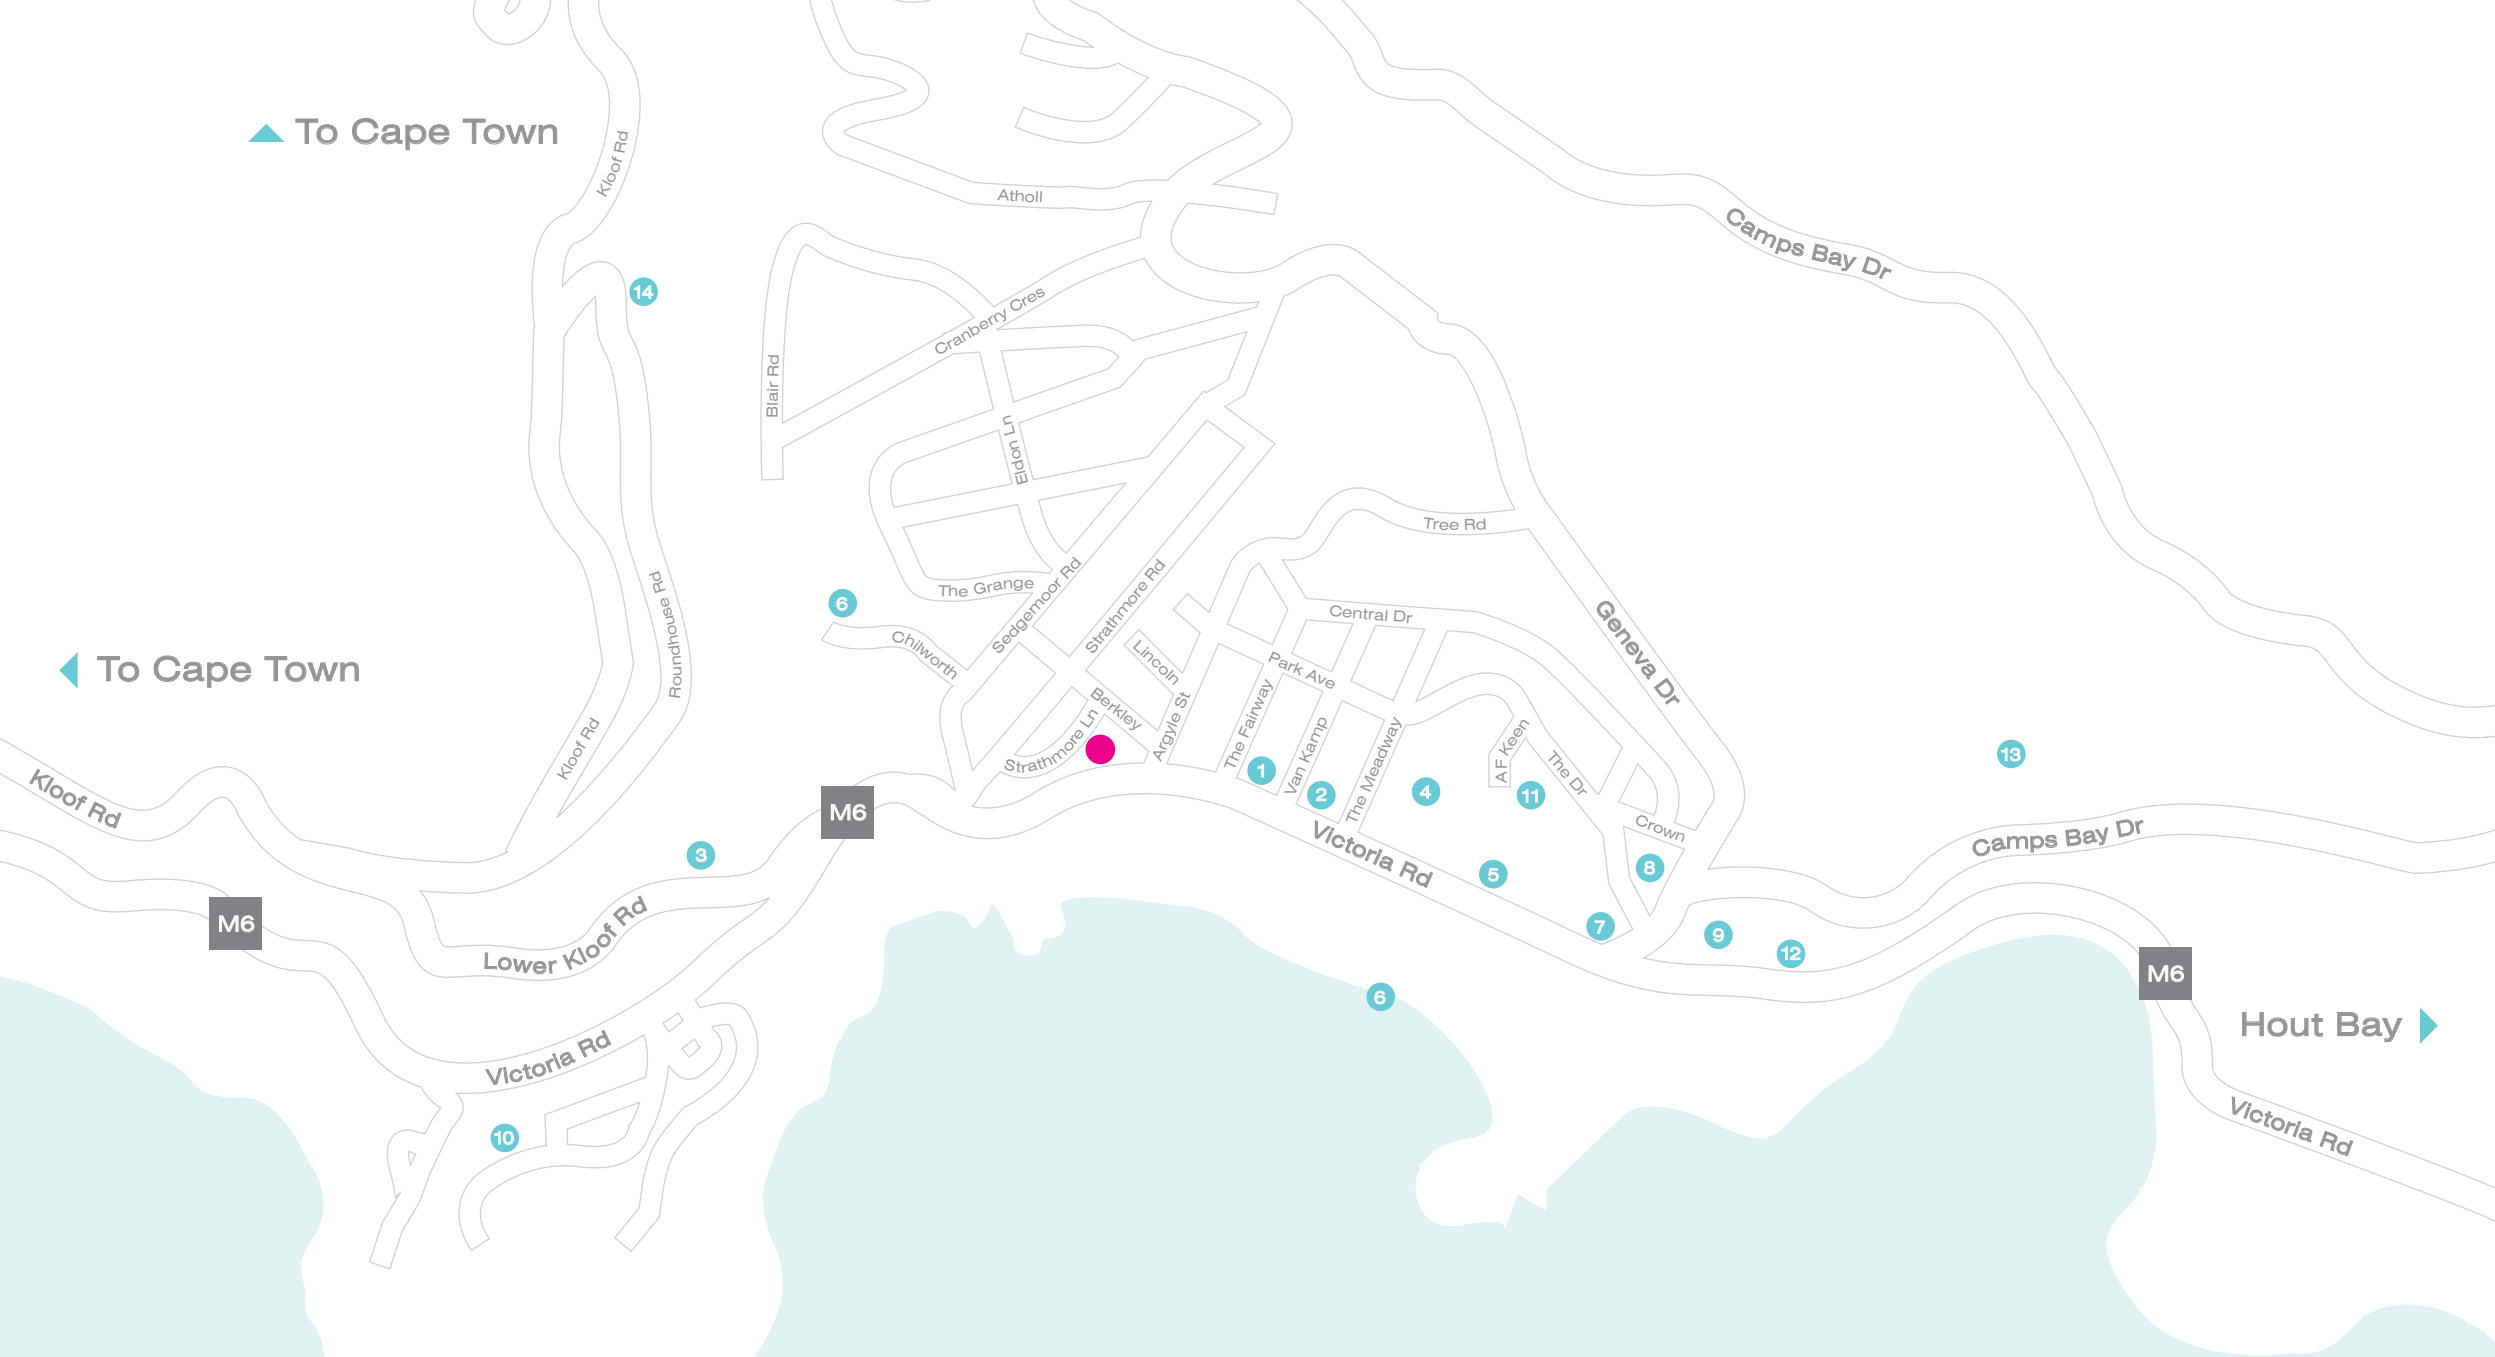 To Cape Town
Kloof Rd
Atholl
Camps Bay Dr
14
Cranberry Cres
Blair Rd
Eldon Ln
Tree Rd
The Grange
Sedgemoor Rd
Strathmore Rd
6
Chilworth
Roundhouse Rd
Central Dr
Geneva Dr
Lincoln
Park Ave
To Cape Town
Berkley
Argyle St
The Fairway
Van Kamp
The Meadway
A F Keen
The Dr
Kloof Rd
Strathmore Ln
1
2
4
11
13
Kloof Rd
M6
3
Victoria Rd
Crown
Camps Bay Dr
8
5
M6
Lower Kloof Rd
7
9
12
M6
6
Hout Bay
Victoria Rd
10
Victoria Rd